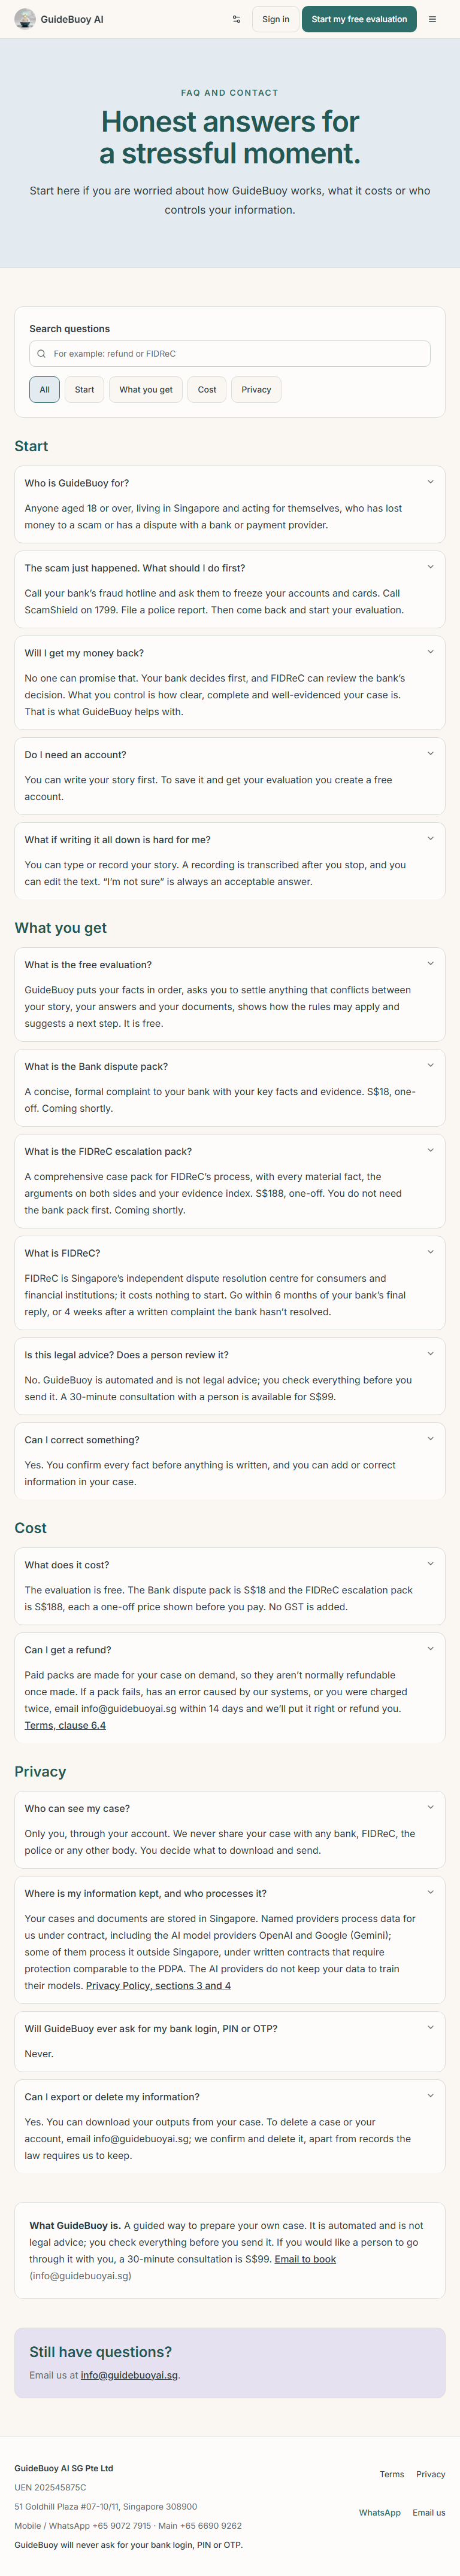 GuideBuoy AI
Sign in
Start my free evaluation
FAQ AND CONTACT
Honest answers for
a stressful moment.
Start here if you are worried about how GuideBuoy works, what it costs or who
controls your information.
Search questions
For example: refund or FIDReC
All
Start
What you get
Cost
Privacy
Start
Who is GuideBuoy for?
Anyone aged 18 or over, living in Singapore and acting for themselves, who has lost
money to a scam or has a dispute with a bank or payment provider.
The scam just happened. What should I do first?
Call your bank’s fraud hotline and ask them to freeze your accounts and cards. Call
ScamShield on 1799. File a police report. Then come back and start your evaluation.
Will I get my money back?
No one can promise that. Your bank decides first, and FIDReC can review the bank’s
decision. What you control is how clear, complete and well-evidenced your case is.
That is what GuideBuoy helps with.
Do I need an account?
You can write your story first. To save it and get your evaluation you create a free
account.
What if writing it all down is hard for me?
You can type or record your story. A recording is transcribed after you stop, and you
can edit the text. “I’m not sure” is always an acceptable answer.
What you get
What is the free evaluation?
GuideBuoy puts your facts in order, asks you to settle anything that conflicts between
your story, your answers and your documents, shows how the rules may apply and
suggests a next step. It is free.
What is the Bank dispute pack?
A concise, formal complaint to your bank with your key facts and evidence. S$18, one-
off. Coming shortly.
What is the FIDReC escalation pack?
A comprehensive case pack for FIDReC’s process, with every material fact, the
arguments on both sides and your evidence index. S$188, one-off. You do not need
the bank pack first. Coming shortly.
What is FIDReC?
FIDReC is Singapore’s independent dispute resolution centre for consumers and
financial institutions; it costs nothing to start. Go within 6 months of your bank’s final
reply, or 4 weeks after a written complaint the bank hasn’t resolved.
Is this legal advice? Does a person review it?
No. GuideBuoy is automated and is not legal advice; you check everything before you
send it. A 30-minute consultation with a person is available for S$99.
Can I correct something?
Yes. You confirm every fact before anything is written, and you can add or correct
information in your case.
Cost
What does it cost?
The evaluation is free. The Bank dispute pack is S$18 and the FIDReC escalation pack
is S$188, each a one-off price shown before you pay. No GST is added.
Can I get a refund?
Paid packs are made for your case on demand, so they aren’t normally refundable
once made. If a pack fails, has an error caused by our systems, or you were charged
twice, email info@guidebuoyai.sg within 14 days and we’ll put it right or refund you.
Terms, clause 6.4
Privacy
Who can see my case?
Only you, through your account. We never share your case with any bank, FIDReC, the
police or any other body. You decide what to download and send.
Where is my information kept, and who processes it?
Your cases and documents are stored in Singapore. Named providers process data for
us under contract, including the AI model providers OpenAI and Google (Gemini);
some of them process it outside Singapore, under written contracts that require
protection comparable to the PDPA. The AI providers do not keep your data to train
their models. Privacy Policy, sections 3 and 4
Will GuideBuoy ever ask for my bank login, PIN or OTP?
Never.
Can I export or delete my information?
Yes. You can download your outputs from your case. To delete a case or your
account, email info@guidebuoyai.sg; we confirm and delete it, apart from records the
law requires us to keep.
What GuideBuoy is. A guided way to prepare your own case. It is automated and is not
legal advice; you check everything before you send it. If you would like a person to go
through it with you, a 30-minute consultation is S$99. Email to book
(info@guidebuoyai.sg)
Still have questions?
Email us at info@guidebuoyai.sg.
GuideBuoy AI SG Pte Ltd
UEN 202545875C
51 Goldhill Plaza #07-10/11, Singapore 308900
Mobile / WhatsApp +65 9072 7915 · Main +65 6690 9262
GuideBuoy will never ask for your bank login, PIN or OTP.
Terms
Privacy
WhatsApp
Email us